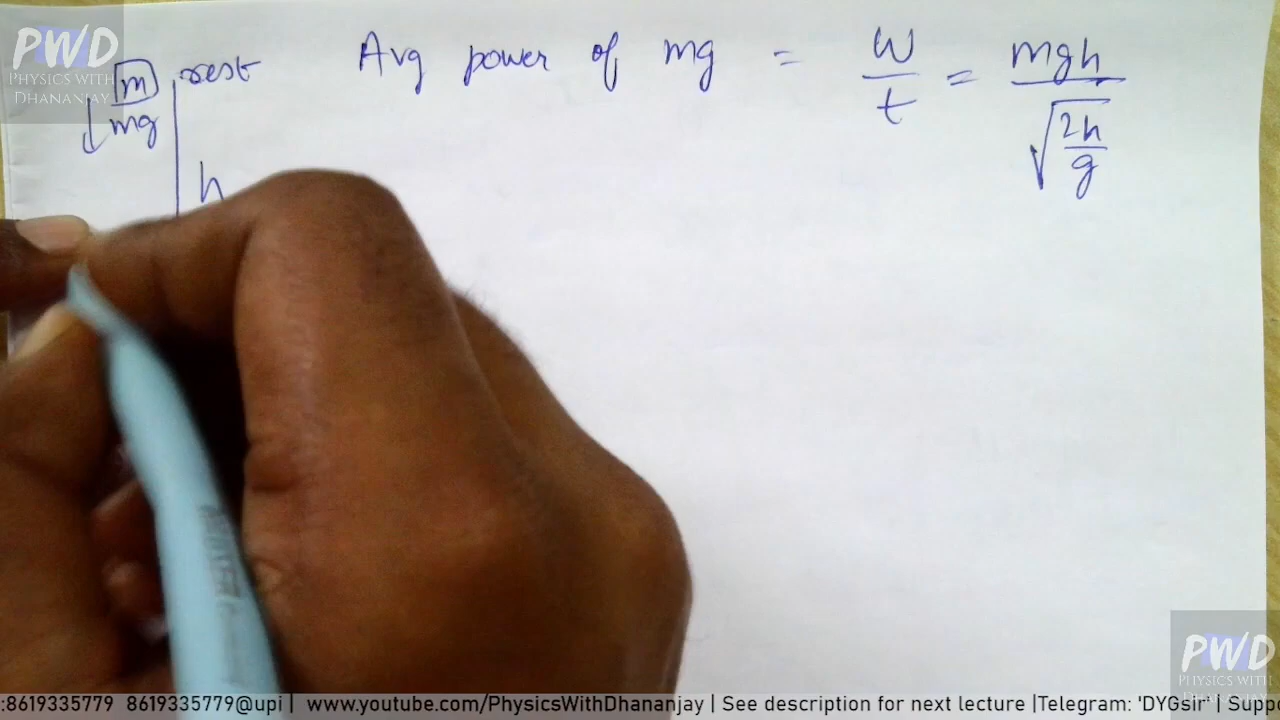 PWD
PHYSICS WITH
DHANANJAY
m rest
↓ mg
h
Avg power of mg = W/t = mgh/√(2h/g)
PWD
PHYSICS WITH
DHANANJAY
:8619335779 8619335779@upi | www.youtube.com/PhysicsWithDhananjay | See description for next lecture |Telegram: 'DYGsir' | Suppo